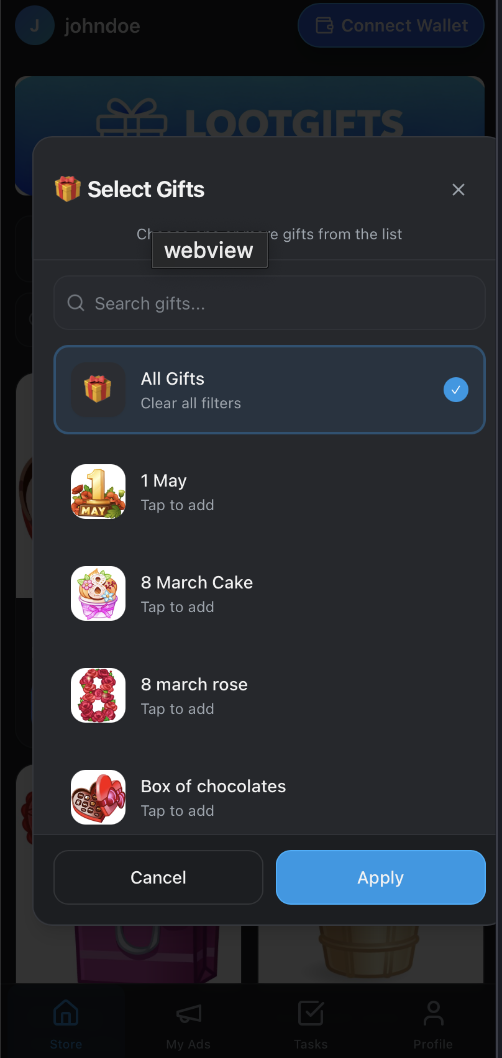 J johndoe Connect Wallet
LOOTGIFTS
Select Gifts
gifts from the list
webview
Search gifts...
All Gifts
Clear all filters
1 MAY
1 May
Tap to add
8
8 March Cake
Tap to add
8 march rose
Tap to add
Box of chocolates
Tap to add
Cancel Apply
Store My Ads Tasks Profile